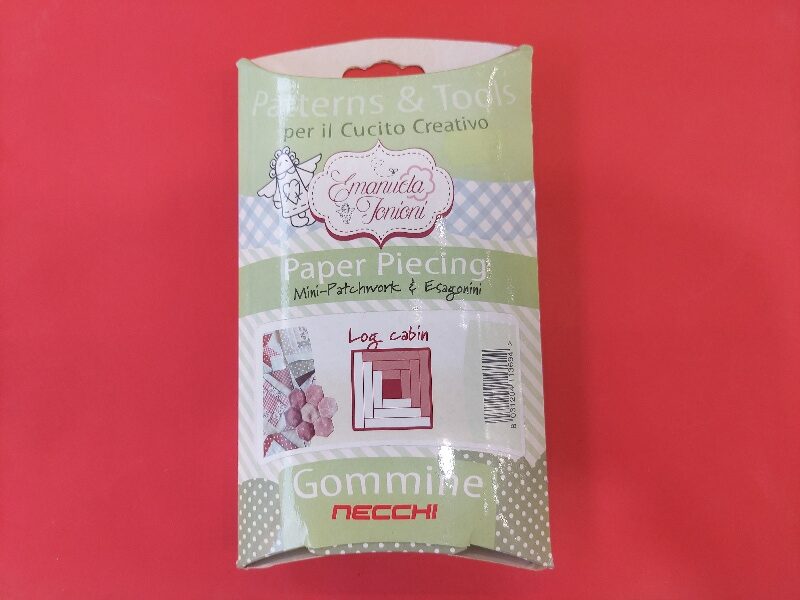 Patterns & Tools
per il Cucito Creativo
Emanuela
Tonioni
Paper Piecing
Mini-Patchwork & Esagonini
Log cabin
Gommine
NECCHI